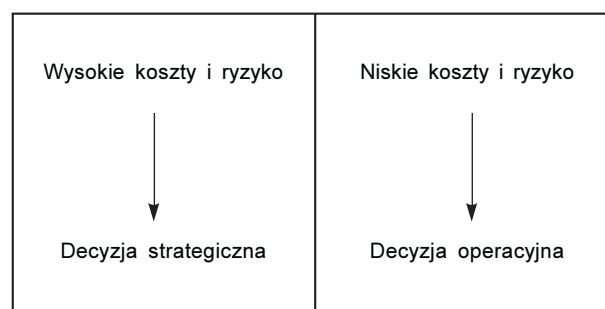 Wysokie koszty i ryzyko
Niskie koszty i ryzyko
Decyzja strategiczna
Decyzja operacyjna